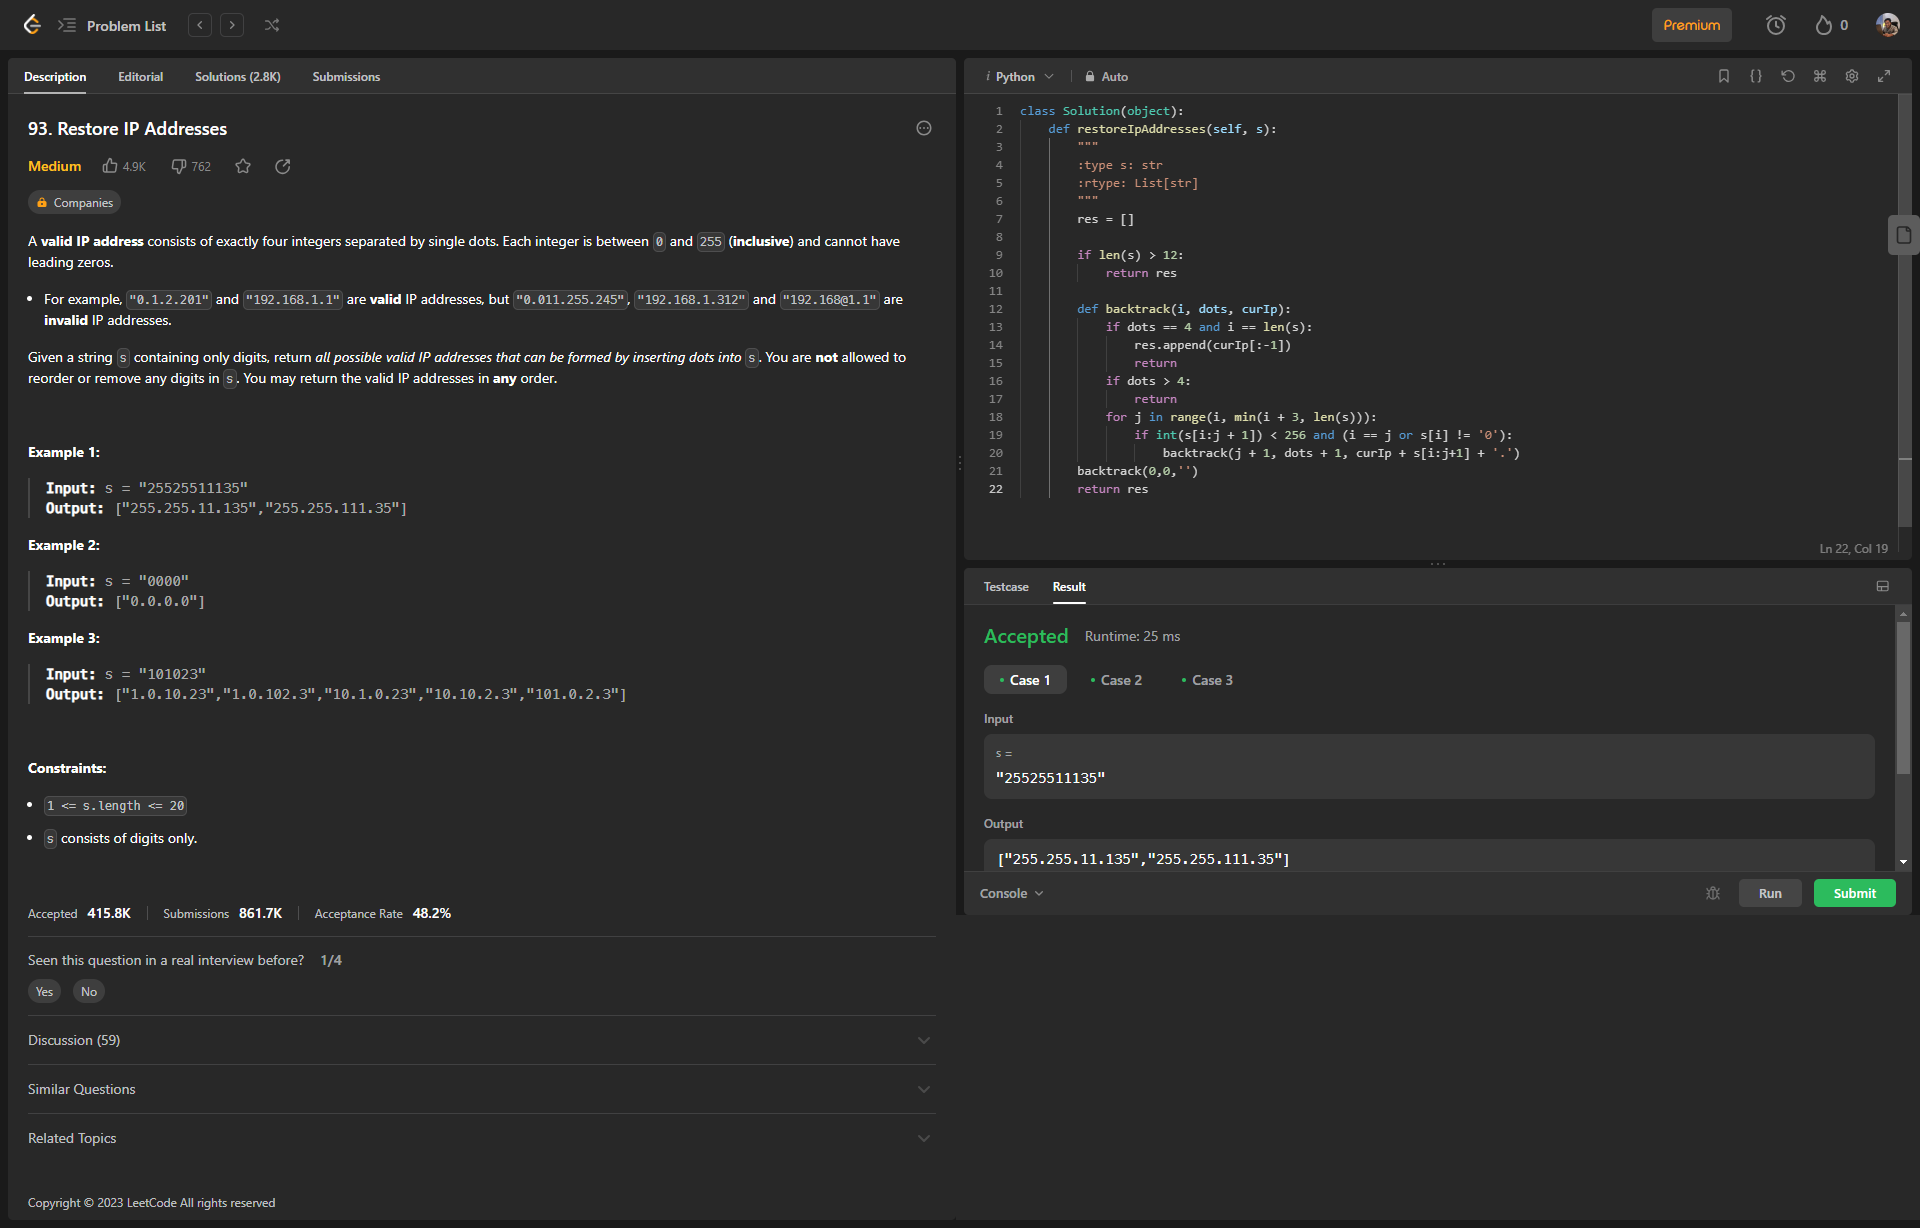 Problem List
Premium
0
Description Editorial Solutions (2.8K) Submissions
93. Restore IP Addresses
Medium 4.9K 762
Companies
A valid IP address consists of exactly four integers separated by single dots. Each integer is between 0 and 255 (inclusive) and cannot have
leading zeros.
• For example, "0.1.2.201" and "192.168.1.1" are valid IP addresses, but "0.011.255.245", "192.168.1.312" and "192.168@1.1" are
invalid IP addresses.
Given a string s containing only digits, return all possible valid IP addresses that can be formed by inserting dots into s. You are not allowed to
reorder or remove any digits in s. You may return the valid IP addresses in any order.
Example 1:
Input: s = "25525511135"
Output: ["255.255.11.135","255.255.111.35"]
Example 2:
Input: s = "0000"
Output: ["0.0.0.0"]
Example 3:
Input: s = "101023"
Output: ["1.0.10.23","1.0.102.3","10.1.0.23","10.10.2.3","101.0.2.3"]
Constraints:
• 1 <= s.length <= 20
• s consists of digits only.
Accepted 415.8K Submissions 861.7K Acceptance Rate 48.2%
Seen this question in a real interview before? 1/4
Yes No
Discussion (59)
Similar Questions
Related Topics
Copyright © 2023 LeetCode All rights reserved
i Python Auto
1 class Solution(object):
2 def restoreIpAddresses(self, s):
3 """
4 :type s: str
5 :rtype: List[str]
6 """
7 res = []
8
9 if len(s) > 12:
10 return res
11
12 def backtrack(i, dots, curIp):
13 if dots == 4 and i == len(s):
14 res.append(curIp[:-1])
15 return
16 if dots > 4:
17 return
18 for j in range(i, min(i + 3, len(s))):
19 if int(s[i:j + 1]) < 256 and (i == j or s[i] != '0'):
20 backtrack(j + 1, dots + 1, curIp + s[i:j+1] + '.')
21 backtrack(0,0,'')
22 return res
Ln 22, Col 19
Testcase Result
Accepted Runtime: 25 ms
• Case 1 • Case 2 • Case 3
Input
s =
"25525511135"
Output
["255.255.11.135","255.255.111.35"]
Console Run Submit